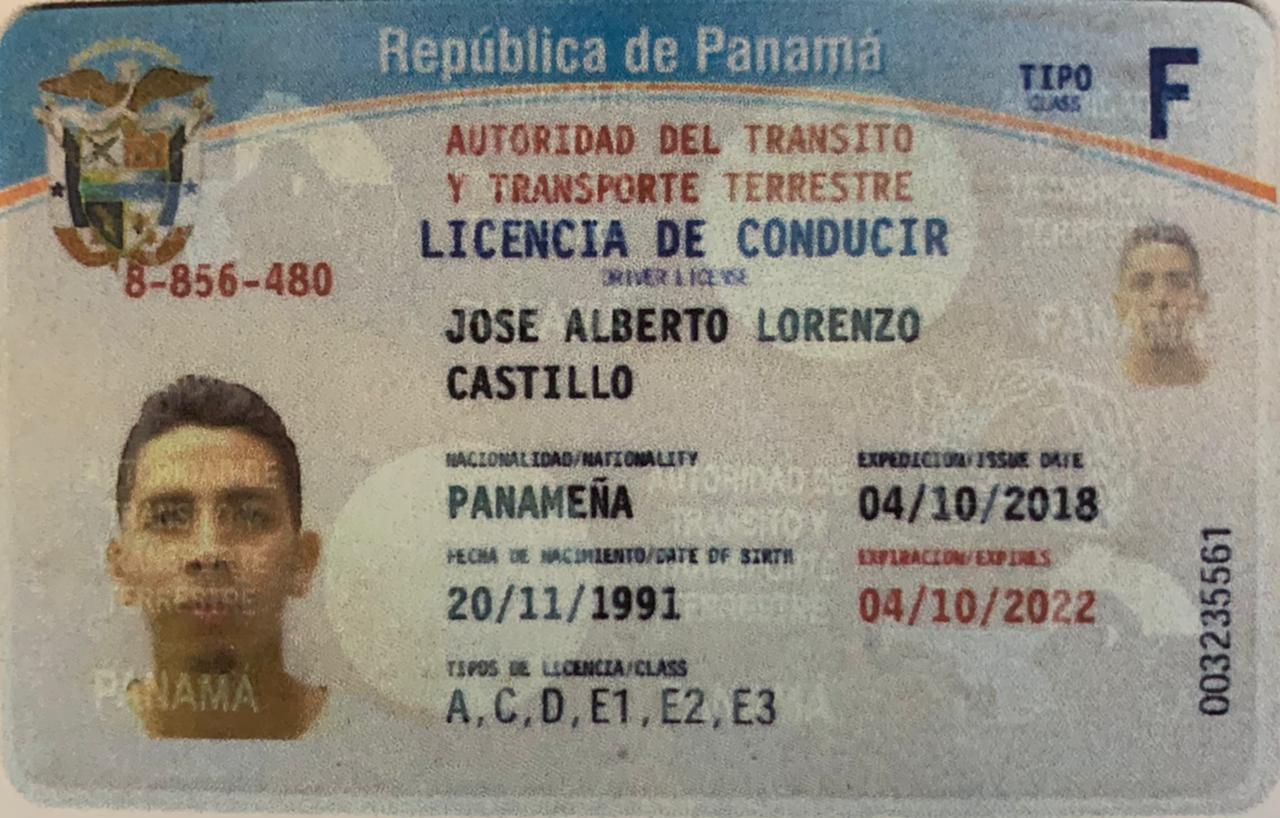 República de Panamá
TIPO
CLASS
F
AUTORIDAD DEL TRANSITO
Y TRANSPORTE TERRESTRE
LICENCIA DE CONDUCIR
DRIVER LICENSE
8-856-480
JOSE ALBERTO LORENZO
CASTILLO
NACIONALIDAD/NATIONALITY
PANAMEÑA
EXPEDICION/ISSUE DATE
04/10/2018
FECHA DE NACIMIENTO/DATE OF BIRTH
20/11/1991
EXPIRACION/EXPIRES
04/10/2022
TIPOS DE LICENCIA/CLASS
A,C,D,E1,E2,E3
003235561
PANAMÁ